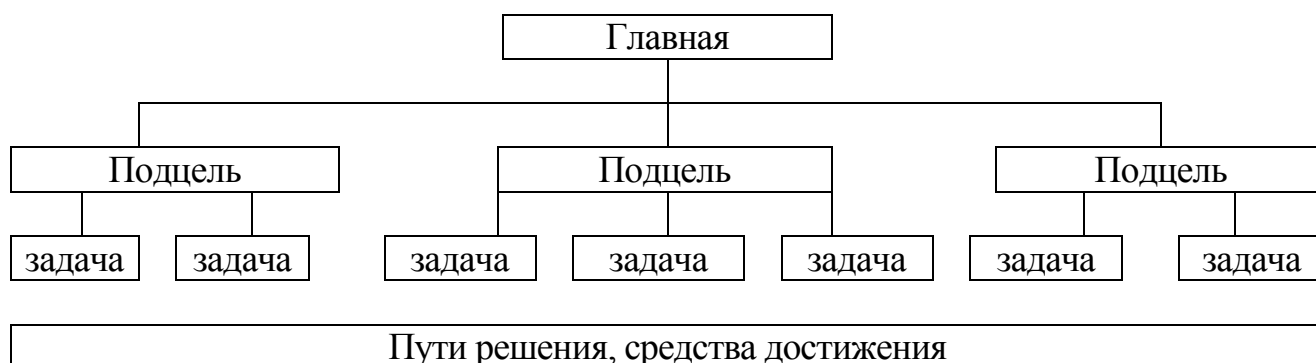 Главная
Подцель Подцель Подцель
задача задача задача задача задача задача задача
Пути решения, средства достижения